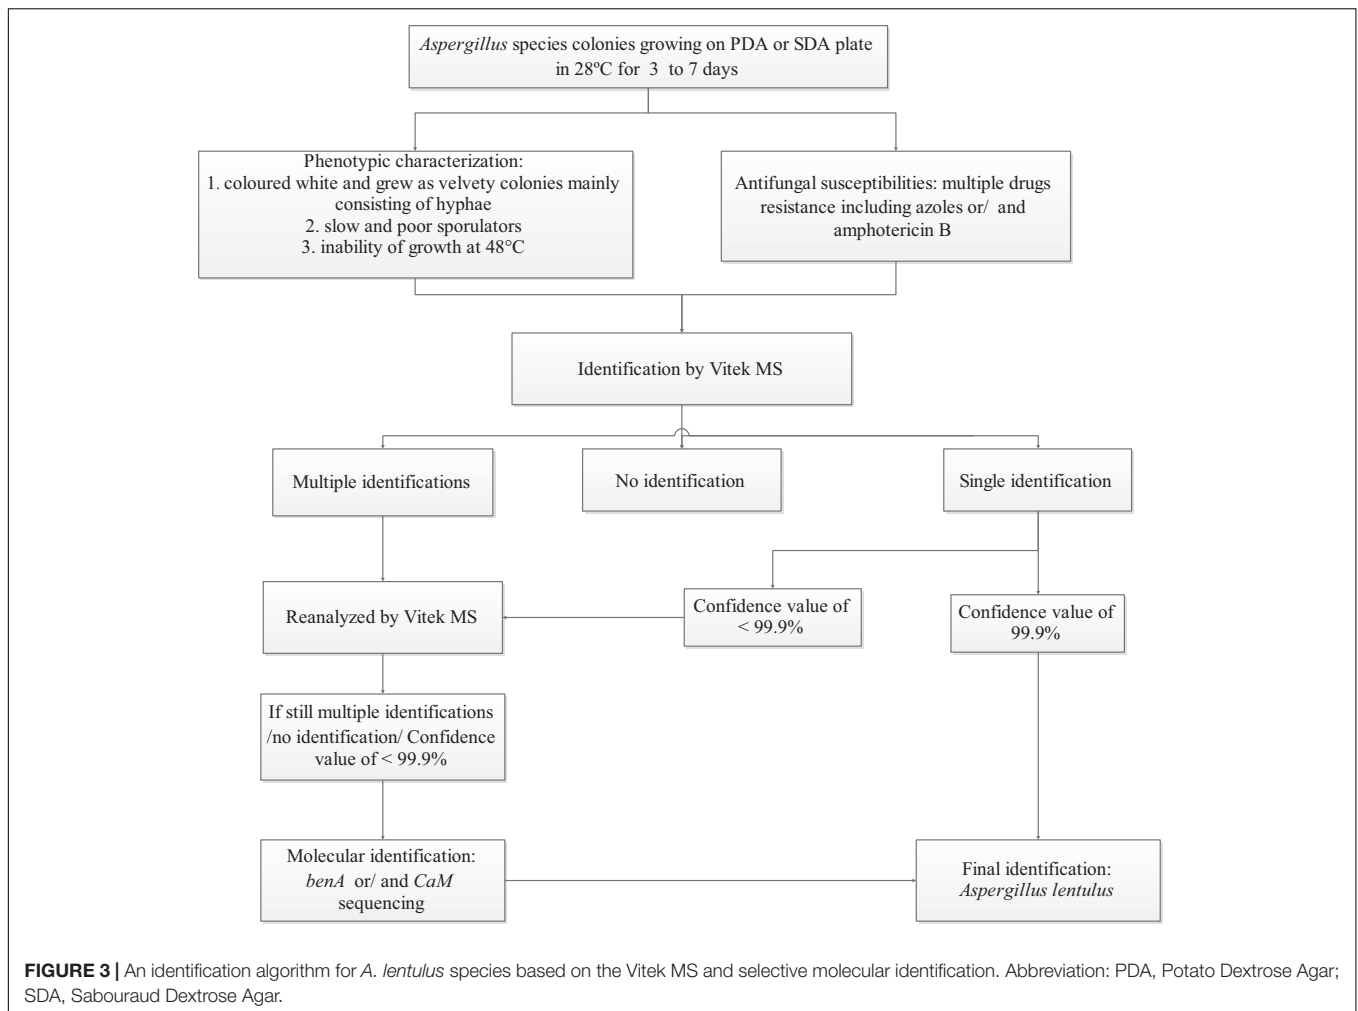 Aspergillus species colonies growing on PDA or SDA plate
in 28ºC for 3 to 7 days
Phenotypic characterization:
1. coloured white and grew as velvety colonies mainly
consisting of hyphae
2. slow and poor sporulators
3. inability of growth at 48°C
Antifungal susceptibilities: multiple drugs
resistance including azoles or/ and
amphotericin B
Identification by Vitek MS
Multiple identifications
No identification
Single identification
Reanalyzed by Vitek MS
Confidence value of
< 99.9%
Confidence value of
99.9%
If still multiple identifications
/no identification/ Confidence
value of < 99.9%
Molecular identification:
benA or/ and CaM
sequencing
Final identification:
Aspergillus lentulus
FIGURE 3 | An identification algorithm for A. lentulus species based on the Vitek MS and selective molecular identification. Abbreviation: PDA, Potato Dextrose Agar;
SDA, Sabouraud Dextrose Agar.